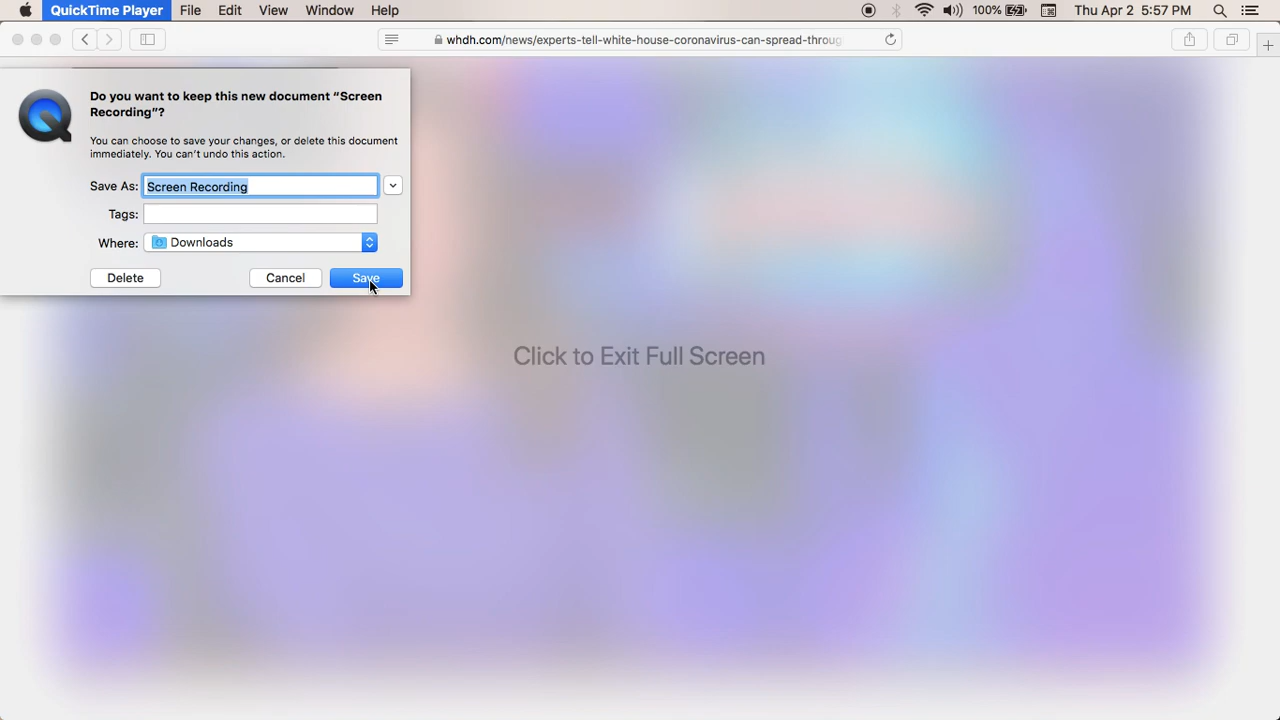 QuickTime Player File Edit View Window Help 100% Thu Apr 2 5:57 PM
whdh.com/news/experts-tell-white-house-coronavirus-can-spread-throug
Do you want to keep this new document “Screen
Recording”?
You can choose to save your changes, or delete this document
immediately. You can’t undo this action.
Save As: Screen Recording
Tags:
Where: Downloads
Delete Cancel Save
Click to Exit Full Screen